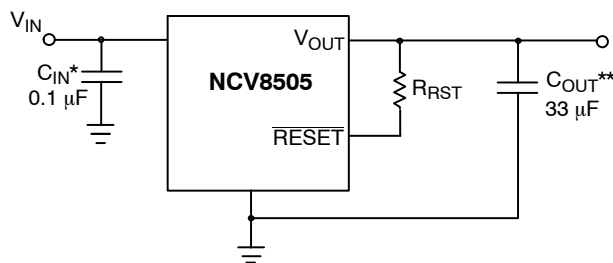 V_IN
C_IN*
0.1 μF
NCV8505
V_OUT
R_RST
RESET
C_OUT**
33 μF